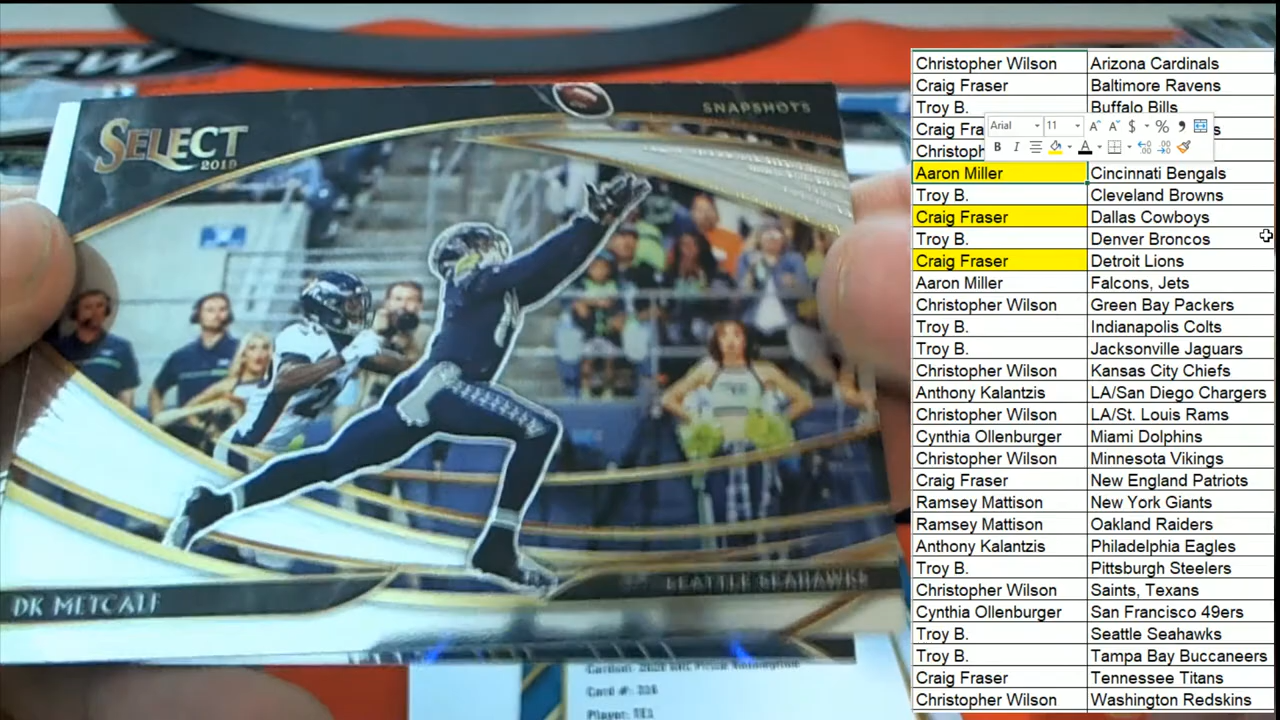 SNAPSHOTS
SELECT
2019
DK METCALF
SEATTLE SEAHAWKS
Card #: 316
Player: TE1
Christopher Wilson Arizona Cardinals
Craig Fraser Baltimore Ravens
Troy B. Buffalo Bills
Craig Fra
Arial 11
$ % ,
B I A
Christoph
Aaron Miller Cincinnati Bengals
Troy B. Cleveland Browns
Craig Fraser Dallas Cowboys
Troy B. Denver Broncos
Craig Fraser Detroit Lions
Aaron Miller Falcons, Jets
Christopher Wilson Green Bay Packers
Troy B. Indianapolis Colts
Troy B. Jacksonville Jaguars
Christopher Wilson Kansas City Chiefs
Anthony Kalantzis LA/San Diego Chargers
Christopher Wilson LA/St. Louis Rams
Cynthia Ollenburger Miami Dolphins
Christopher Wilson Minnesota Vikings
Craig Fraser New England Patriots
Ramsey Mattison New York Giants
Ramsey Mattison Oakland Raiders
Anthony Kalantzis Philadelphia Eagles
Troy B. Pittsburgh Steelers
Christopher Wilson Saints, Texans
Cynthia Ollenburger San Francisco 49ers
Troy B. Seattle Seahawks
Troy B. Tampa Bay Buccaneers
Craig Fraser Tennessee Titans
Christopher Wilson Washington Redskins